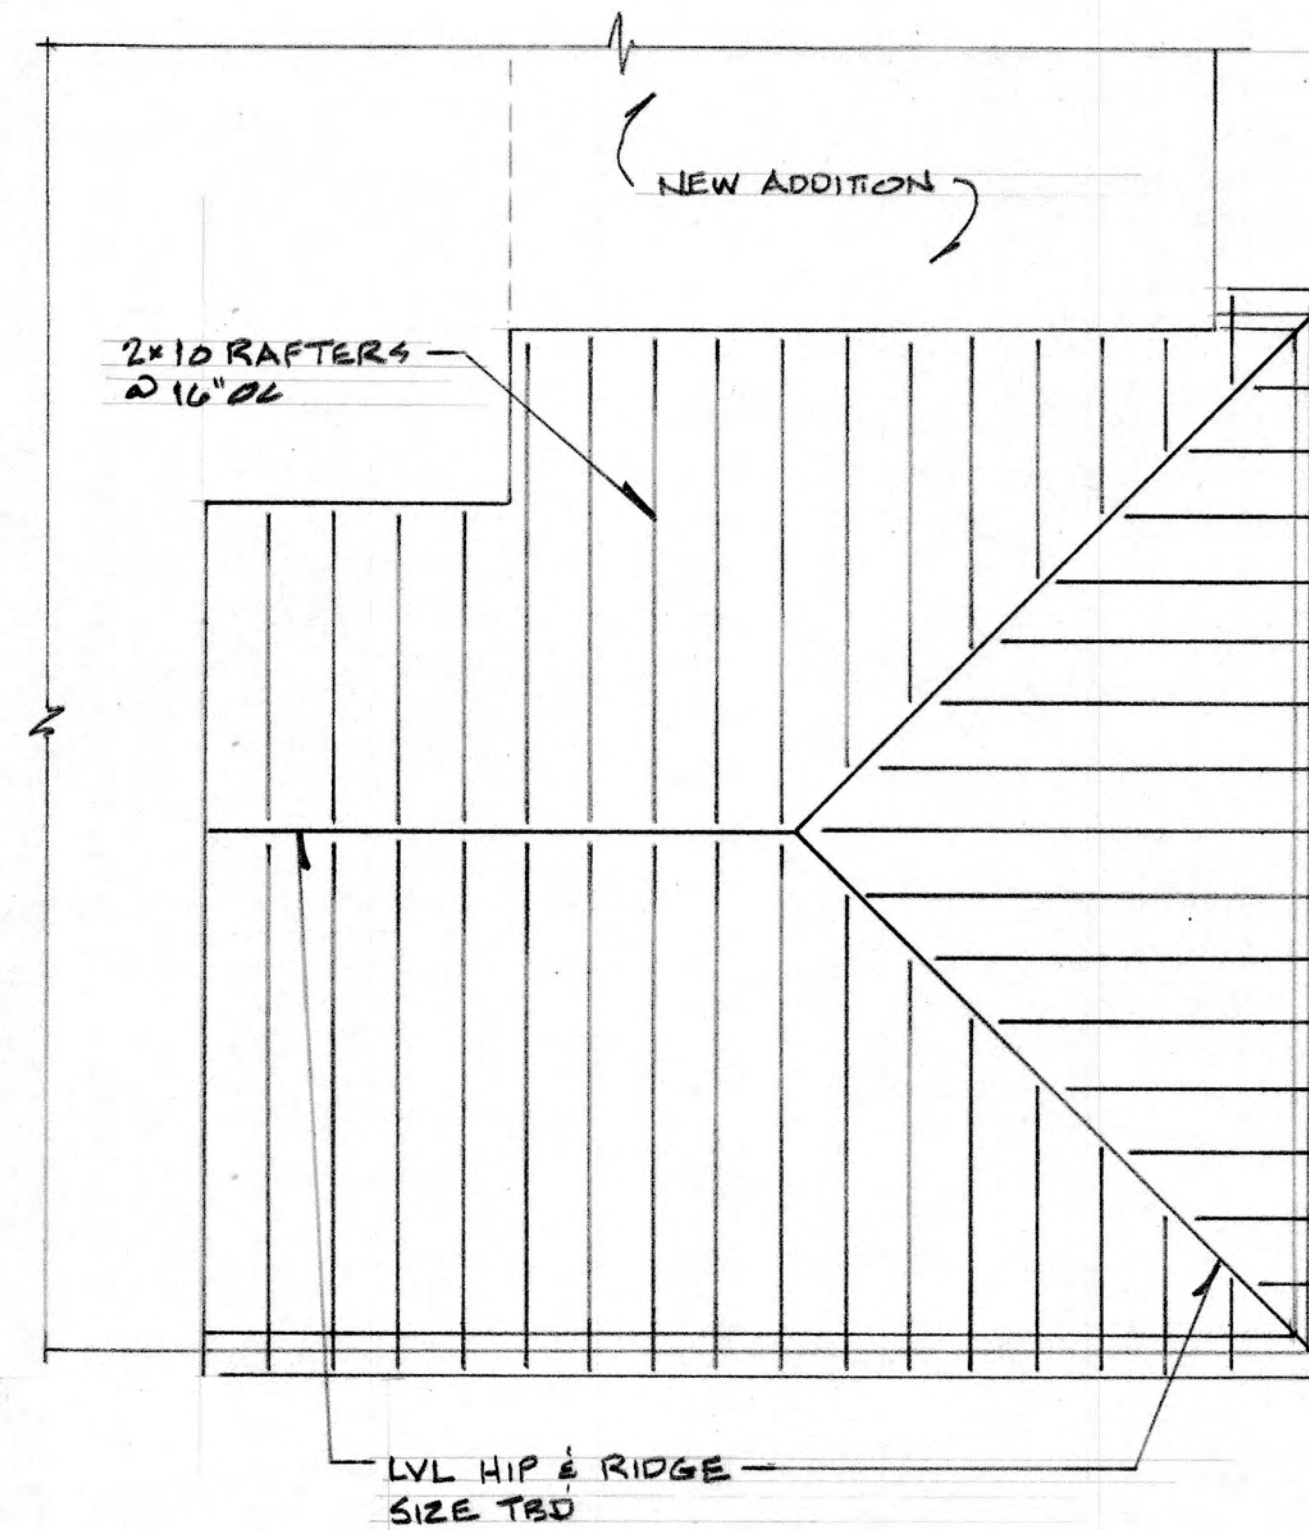 NEW ADDITION
2x10 RAFTERS
@ 16" OC
LVL HIP & RIDGE
SIZE TBD